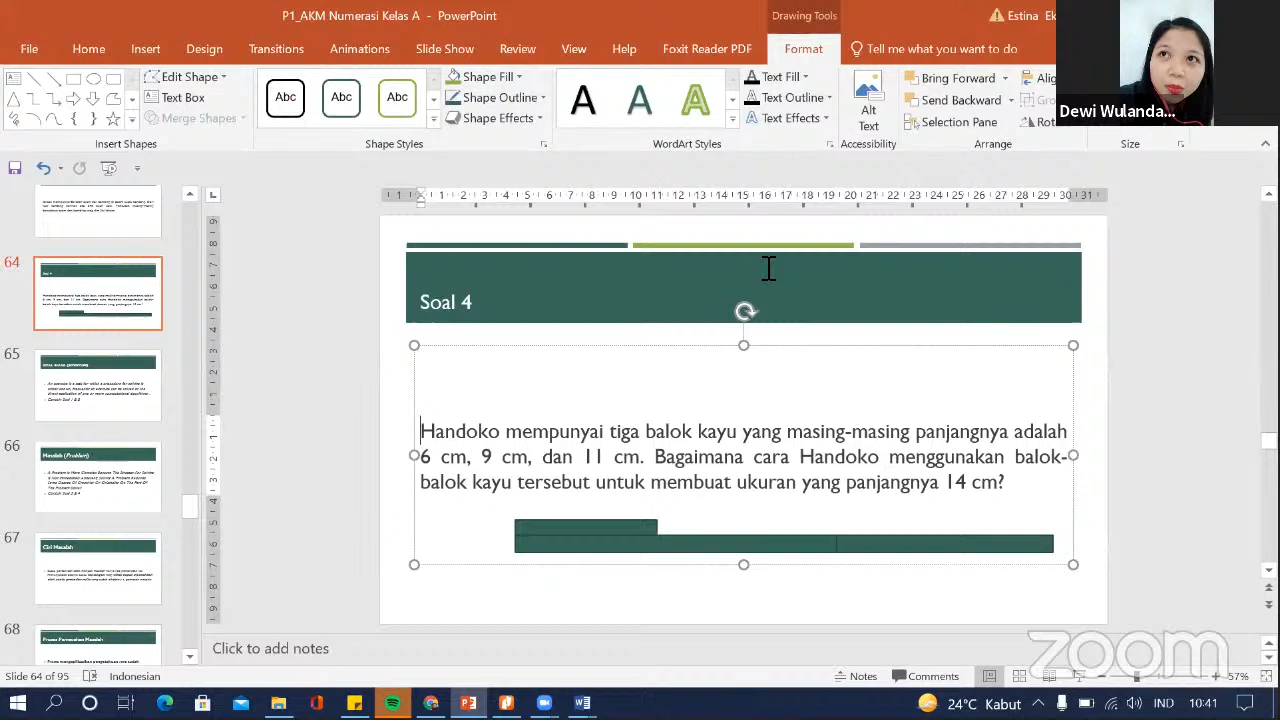 P1_AKM Numerasi Kelas A - PowerPoint
Drawing Tools
Estina Ek
File Home Insert Design Transitions Animations Slide Show Review View Help Foxit Reader PDF Format Tell me what you want to do
Edit Shape
Text Box
Merge Shapes
Insert Shapes
Abc Abc Abc
Shape Fill
Shape Outline
Shape Effects
Shape Styles
A A A
Text Fill
Text Outline
Text Effects
WordArt Styles
Alt
Text
Accessibility
Bring Forward
Send Backward
Selection Pane
Arrange
Size
Dewi Wulanda...
64
65
66
Masalah (Problem)
67
Ciri Masalah
68
Proses Pemecahan Masalah
Soal 4
Handoko mempunyai tiga balok kayu yang masing-masing panjangnya adalah
6 cm, 9 cm, dan 11 cm. Bagaimana cara Handoko menggunakan balok-
balok kayu tersebut untuk membuat ukuran yang panjangnya 14 cm?
Click to add notes
zoom
Slide 64 of 95 Indonesian Notes Comments 57%
24°C Kabut IND 10:41